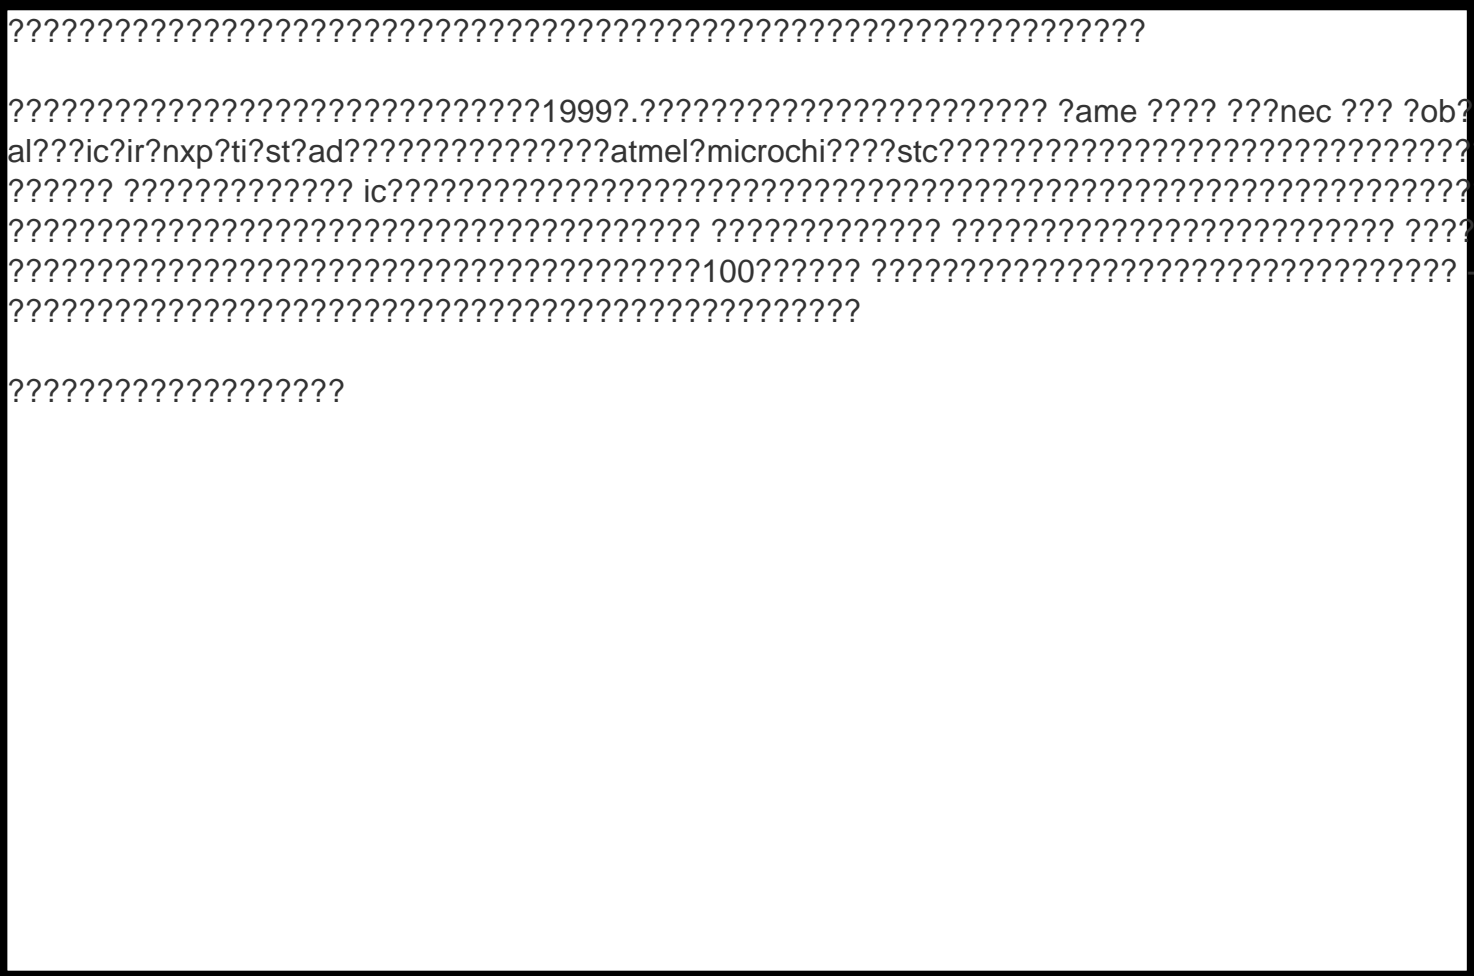 ????????????????????????????????????????????????????????????????
??????????????????????????????1999?.??????????????????????? ?ame ???? ???nec ??? ?ob?
al???ic?ir?nxp?ti?st?ad???????????????atmel?microchi????stc??????????????????????????????
?????? ????????????? ic?????????????????????????????????????????????????????????????
??????????????????????????????????????? ????????????? ????????????????????????? ????
???????????????????????????????????????100?????? ?????????????????????????????????
????????????????????????????????????????????????
???????????????????